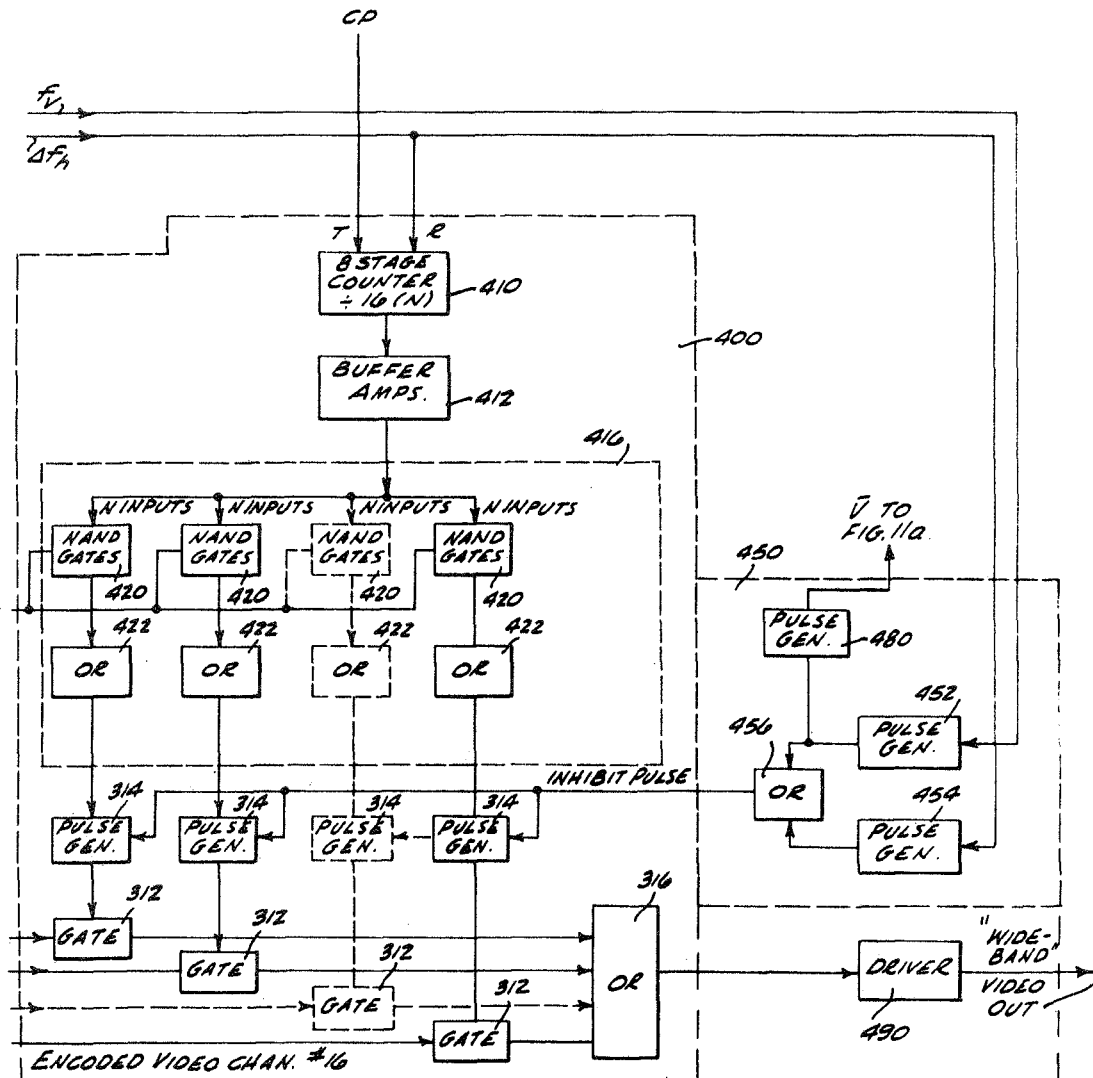 CP
fv
Δfh
T R
8 STAGE
COUNTER
÷ 16 (N)
410
400
BUFFER
AMPS.
412
416
N INPUTS N INPUTS N INPUTS N INPUTS
NAND
GATES
420
NAND
GATES
420
NAND
GATES
420
NAND
GATES
420
V̄ TO
FIG. 11a
450
PULSE
GEN.
480
422
OR
422
OR
422
OR
422
OR
452
PULSE
GEN.
456
OR
INHIBIT PULSE
454
PULSE
GEN.
314
PULSE
GEN.
314
PULSE
GEN.
314
PULSE
GEN.
314
PULSE
GEN.
312
GATE
312
GATE
312
GATE
312
GATE
316
OR
DRIVER
490
"WIDE-
BAND"
VIDEO
OUT
ENCODED VIDEO CHAN. #16